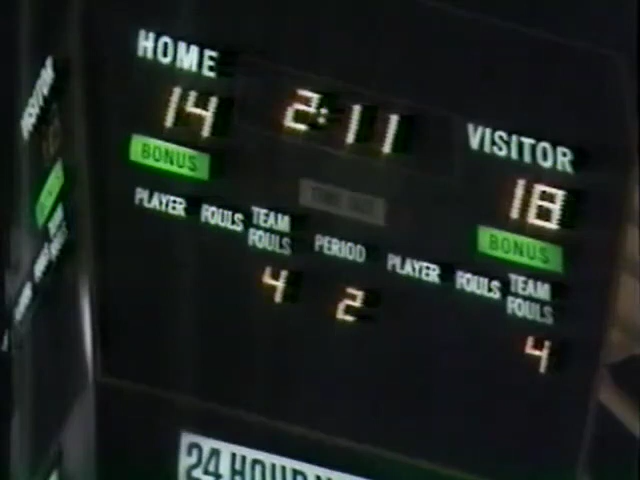 HOME
14
2:11
VISITOR
18
BONUS
BONUS
PLAYER FOULS TEAM FOULS
PERIOD
PLAYER FOULS TEAM FOULS
4
2
4
24 HOUR
VISITOR